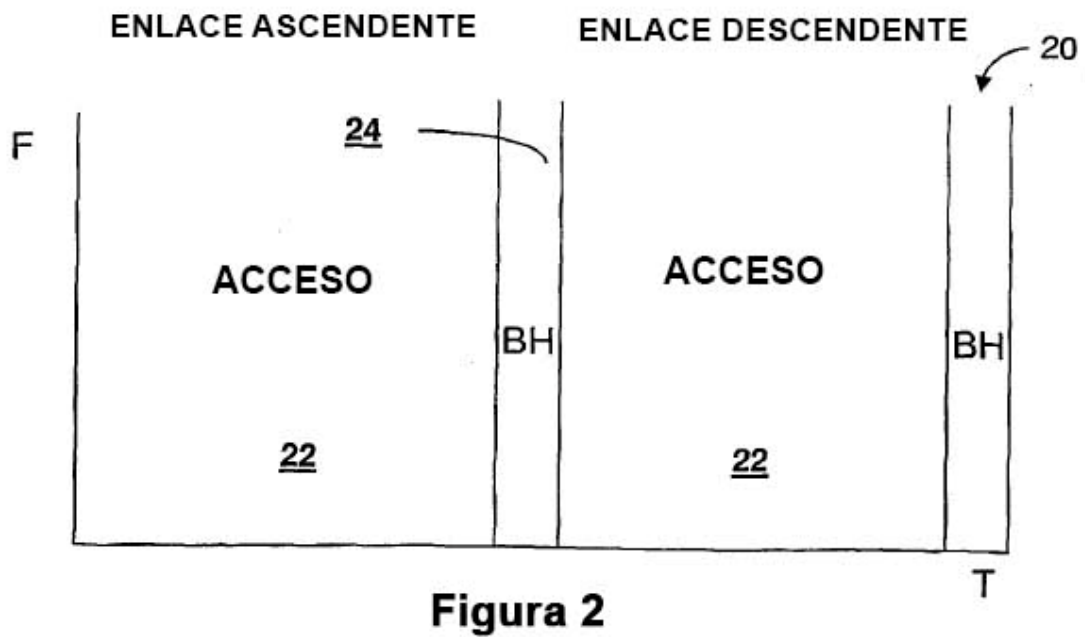 ENLACE ASCENDENTE ENLACE DESCENDENTE
20
F
24
ACCESO ACCESO
BH BH
22 22
T
Figura 2